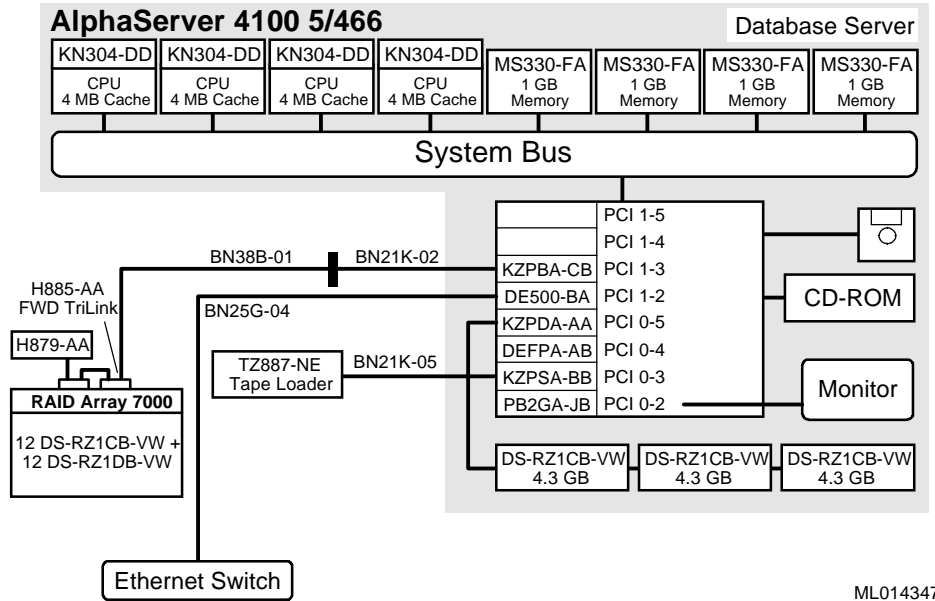 AlphaServer 4100 5/466
Database Server
KN304-DD
CPU
4 MB Cache
KN304-DD
CPU
4 MB Cache
KN304-DD
CPU
4 MB Cache
KN304-DD
CPU
4 MB Cache
MS330-FA
1 GB
Memory
MS330-FA
1 GB
Memory
MS330-FA
1 GB
Memory
MS330-FA
1 GB
Memory
System Bus
PCI 1-5
PCI 1-4
KZPBA-CB PCI 1-3
DE500-BA PCI 1-2
KZPDA-AA PCI 0-5
DEFPA-AB PCI 0-4
KZPSA-BB PCI 0-3
PB2GA-JB PCI 0-2
BN38B-01
BN21K-02
H885-AA
FWD TriLink
BN25G-04
H879-AA
TZ887-NE
Tape Loader
BN21K-05
CD-ROM
Monitor
RAID Array 7000
12 DS-RZ1CB-VW +
12 DS-RZ1DB-VW
DS-RZ1CB-VW
4.3 GB
DS-RZ1CB-VW
4.3 GB
DS-RZ1CB-VW
4.3 GB
Ethernet Switch
ML014347